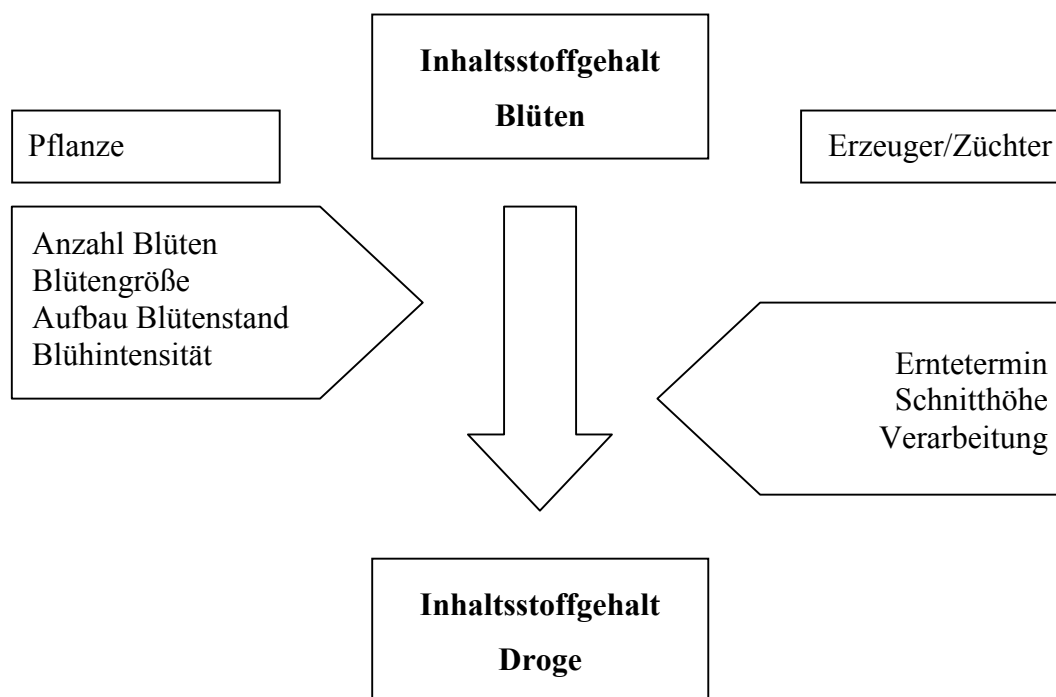 Inhaltsstoffgehalt
Blüten
Pflanze
Erzeuger/Züchter
Anzahl Blüten
Blütengröße
Aufbau Blütenstand
Blühintensität
Erntetermin
Schnitthöhe
Verarbeitung
Inhaltsstoffgehalt
Droge